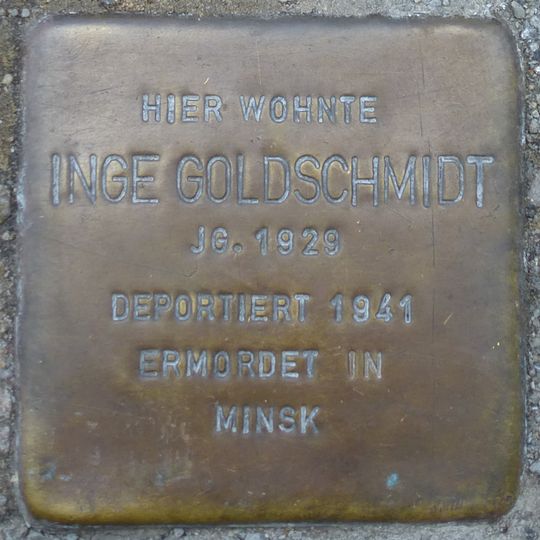 HIER WOHNTE
INGE GOLDSCHMIDT
JG. 1929
DEPORTIERT 1941
ERMORDET IN
MINSK